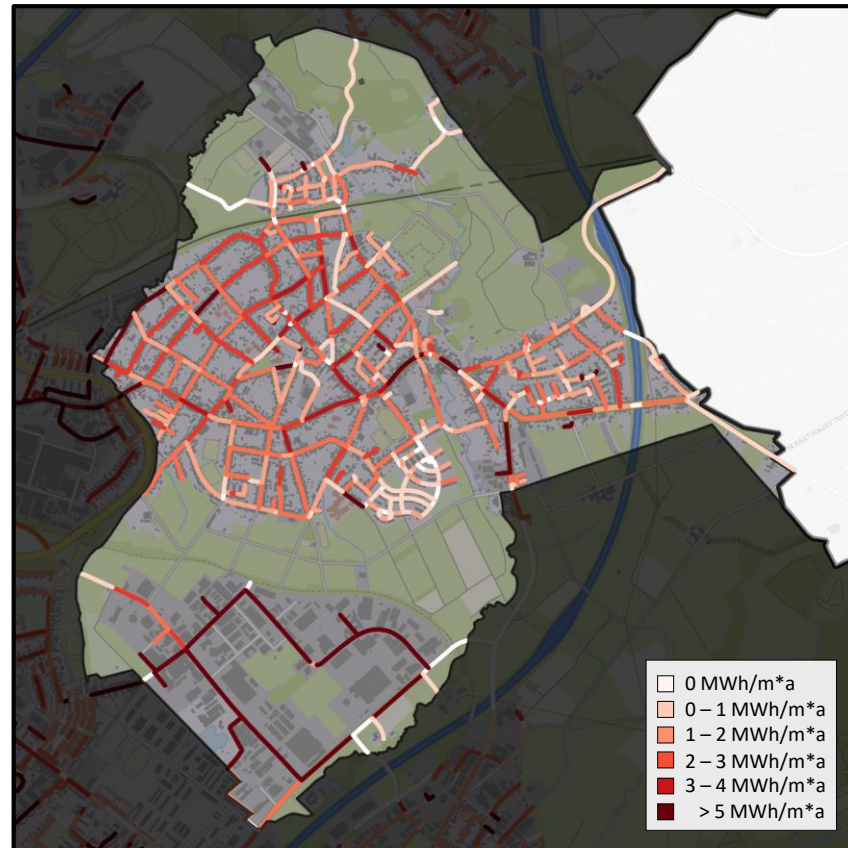 0 MWh/m*a
0 – 1 MWh/m*a
1 – 2 MWh/m*a
2 – 3 MWh/m*a
3 – 4 MWh/m*a
> 5 MWh/m*a